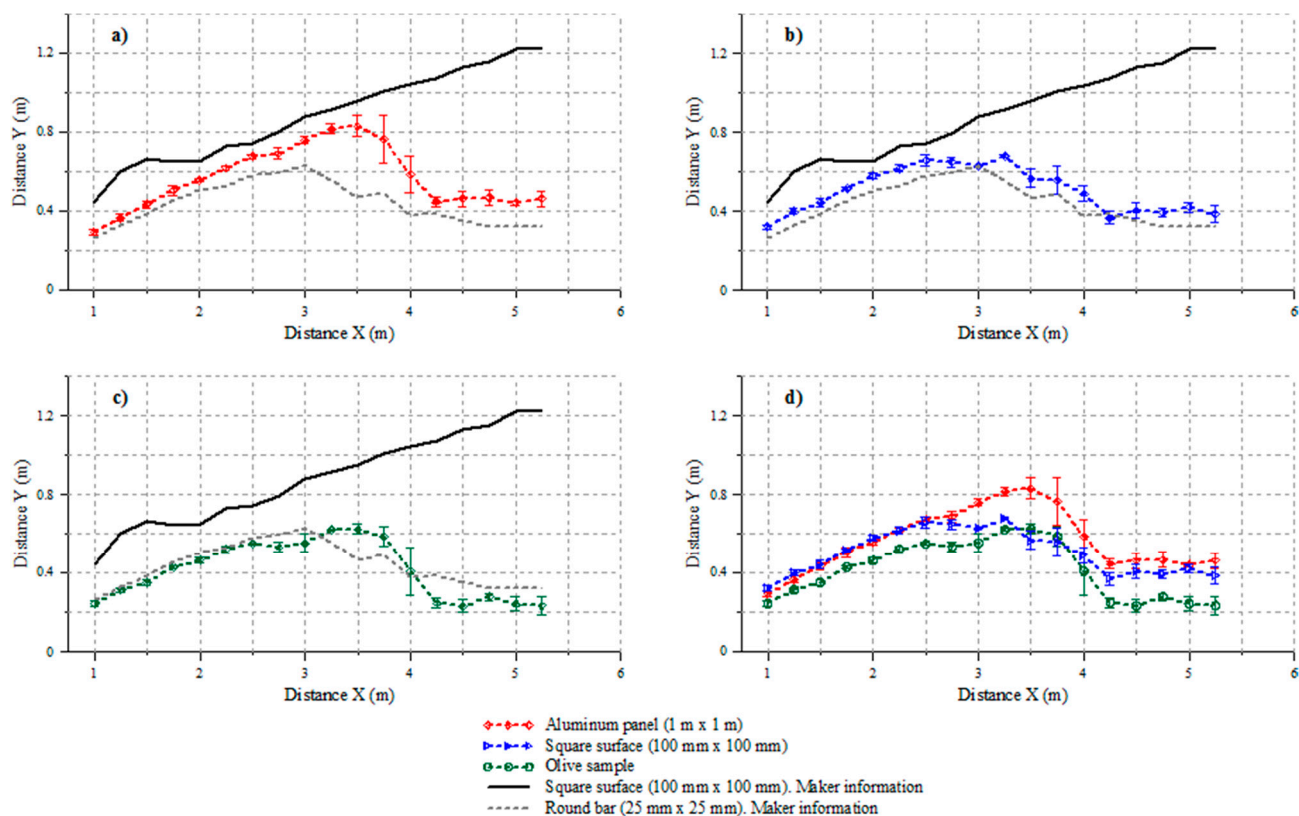 a)
1.2
0.8
0.4
0
Distance Y (m)
1 2 3 4 5 6
Distance X (m)
b)
1.2
0.8
0.4
0
Distance Y (m)
1 2 3 4 5 6
Distance X (m)
c)
1.2
0.8
0.4
0
Distance Y (m)
1 2 3 4 5 6
Distance X (m)
d)
1.2
0.8
0.4
0
Distance Y (m)
1 2 3 4 5 6
Distance X (m)
Aluminum panel (1 m x 1 m)
Square surface (100 mm x 100 mm)
Olive sample
Square surface (100 mm x 100 mm). Maker information
Round bar (25 mm x 25 mm). Maker information